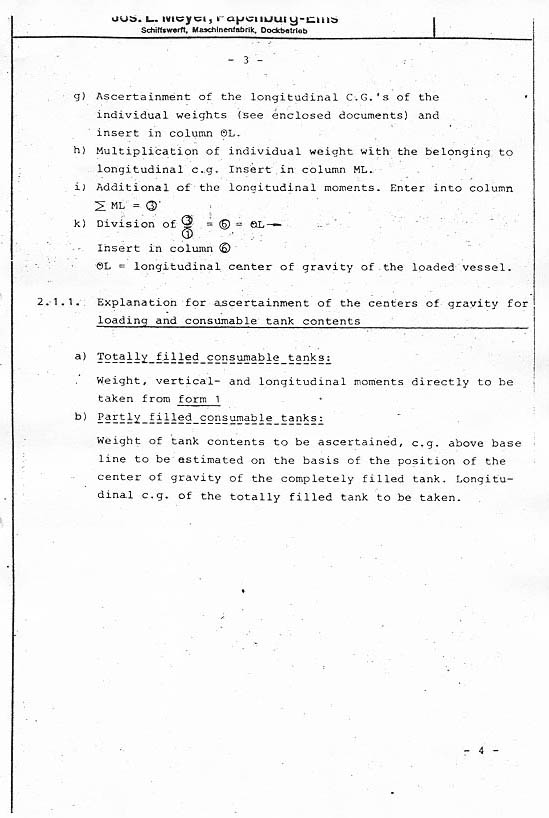 Jos. L. Meyer, Papenburg-Ems
Schiffswerft, Maschinenfabrik, Dockbetrieb
- 3 -
g) Ascertainment of the longitudinal C.G.'s of the
individual weights (see enclosed documents) and
insert in column ΘL.
h) Multiplication of individual weight with the belonging to
longitudinal c.g. Insert in column ML.
i) Additional of the longitudinal moments. Enter into column
∑ ML = ③
k) Division of ③/① = ⑥ = ΘL
Insert in column ⑥
ΘL = longitudinal center of gravity of the loaded vessel.
2.1.1. Explanation for ascertainment of the centers of gravity for
loading and consumable tank contents
a) Totally filled consumable tanks:
Weight, vertical- and longitudinal moments directly to be
taken from form 1
b) Partly filled consumable tanks:
Weight of tank contents to be ascertained, c.g. above base
line to be estimated on the basis of the position of the
center of gravity of the completely filled tank. Longitu-
dinal c.g. of the totally filled tank to be taken.
- 4 -